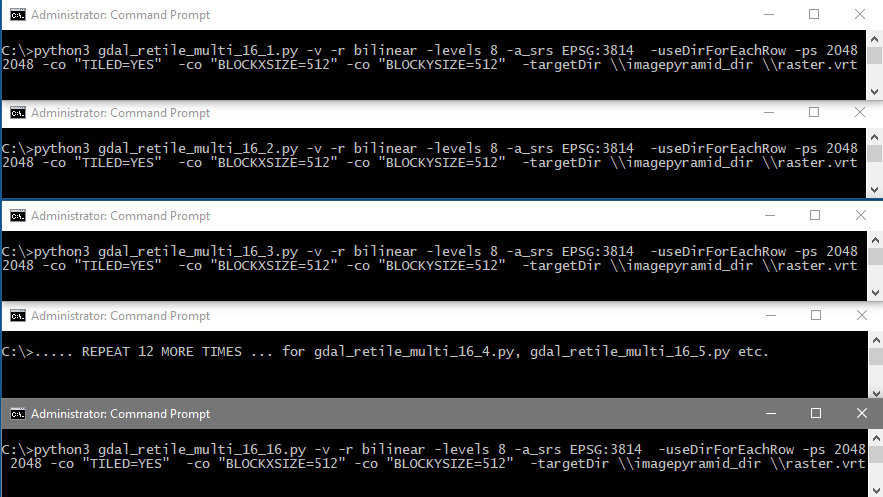 Administrator: Command Prompt
C:\>python3 gdal_retile_multi_16_1.py -v -r bilinear -levels 8 -a_srs EPSG:3814  -useDirForEachRow -ps 2048
2048 -co "TILED=YES"  -co "BLOCKXSIZE=512" -co "BLOCKYSIZE=512"  -targetDir \\imagepyramid_dir \\raster.vrt
Administrator: Command Prompt
C:\>python3 gdal_retile_multi_16_2.py -v -r bilinear -levels 8 -a_srs EPSG:3814  -useDirForEachRow -ps 2048
2048 -co "TILED=YES"  -co "BLOCKXSIZE=512" -co "BLOCKYSIZE=512"  -targetDir \\imagepyramid_dir \\raster.vrt
Administrator: Command Prompt
C:\>python3 gdal_retile_multi_16_3.py -v -r bilinear -levels 8 -a_srs EPSG:3814  -useDirForEachRow -ps 2048
2048 -co "TILED=YES"  -co "BLOCKXSIZE=512" -co "BLOCKYSIZE=512"  -targetDir \\imagepyramid_dir \\raster.vrt
Administrator: Command Prompt
C:\>..... REPEAT 12 MORE TIMES ... for gdal_retile_multi_16_4.py, gdal_retile_multi_16_5.py etc.
Administrator: Command Prompt
C:\>python3 gdal_retile_multi_16_16.py -v -r bilinear -levels 8 -a_srs EPSG:3814  -useDirForEachRow -ps 2048
2048 -co "TILED=YES"  -co "BLOCKXSIZE=512" -co "BLOCKYSIZE=512"  -targetDir \\imagepyramid_dir \\raster.vrt